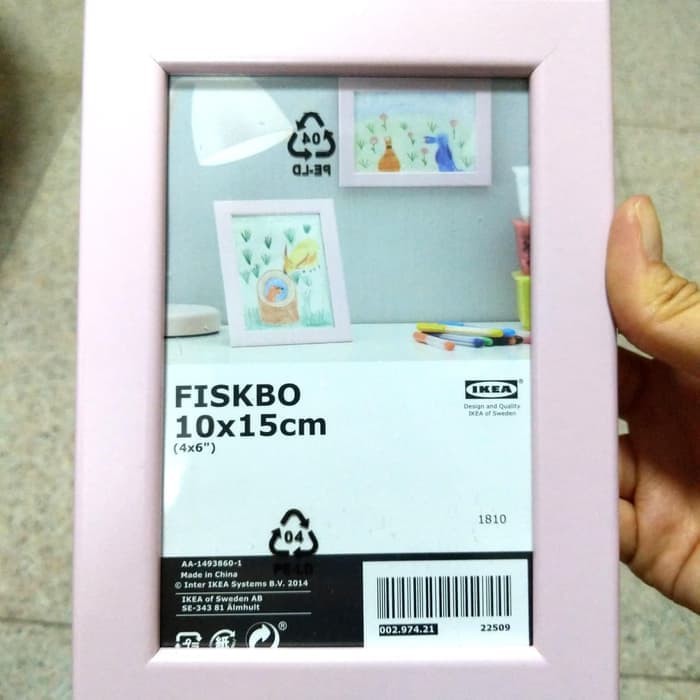 04
PE-LD
FISKBO
10x15cm
(4x6")
IKEA®
Design and Quality
IKEA of Sweden
1810
04
PE-LD
AA-1493860-1
Made in China
© Inter IKEA Systems B.V. 2014
IKEA of Sweden AB
SE-343 81 Älmhult
002.974.21
22509
紙
®